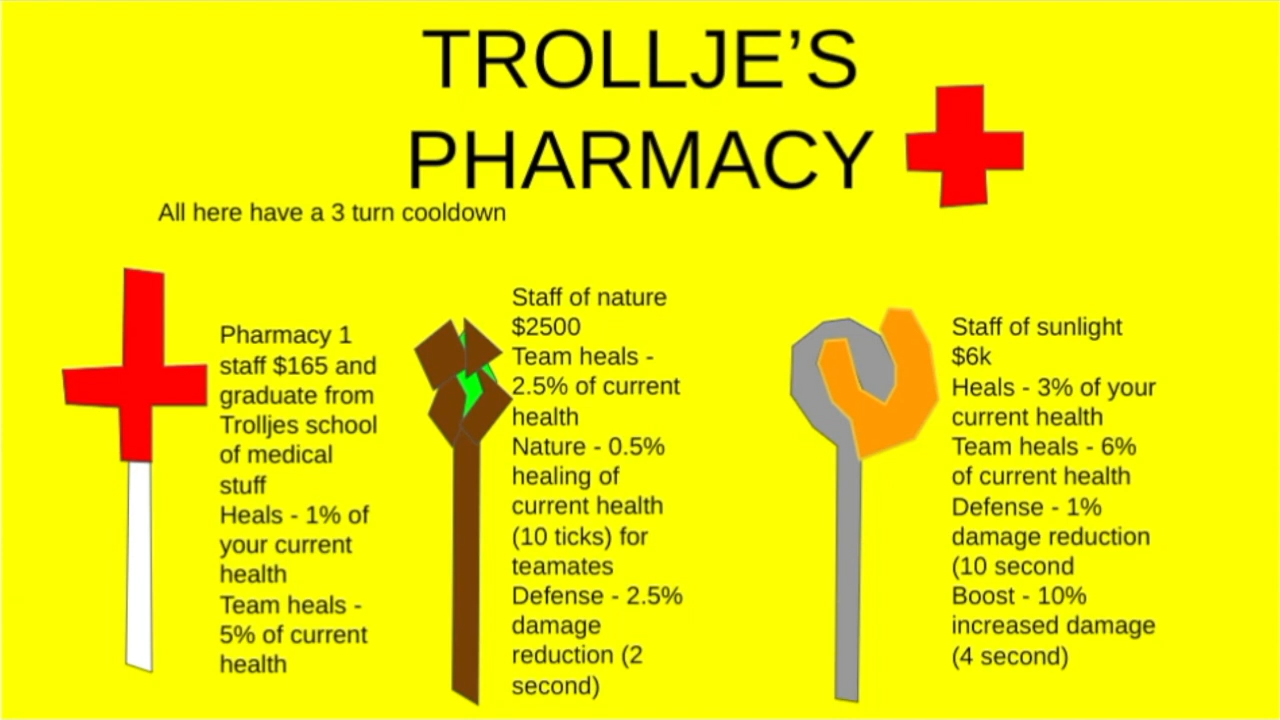 TROLLJE’S
PHARMACY
All here have a 3 turn cooldown
Pharmacy 1
staff $165 and
graduate from
Trolljes school
of medical
stuff
Heals - 1% of
your current
health
Team heals -
5% of current
health
Staff of nature
$2500
Team heals -
2.5% of current
health
Nature - 0.5%
healing of
current health
(10 ticks) for
teamates
Defense - 2.5%
damage
reduction (2
second)
Staff of sunlight
$6k
Heals - 3% of your
current health
Team heals - 6%
of current health
Defense - 1%
damage reduction
(10 second
Boost - 10%
increased damage
(4 second)